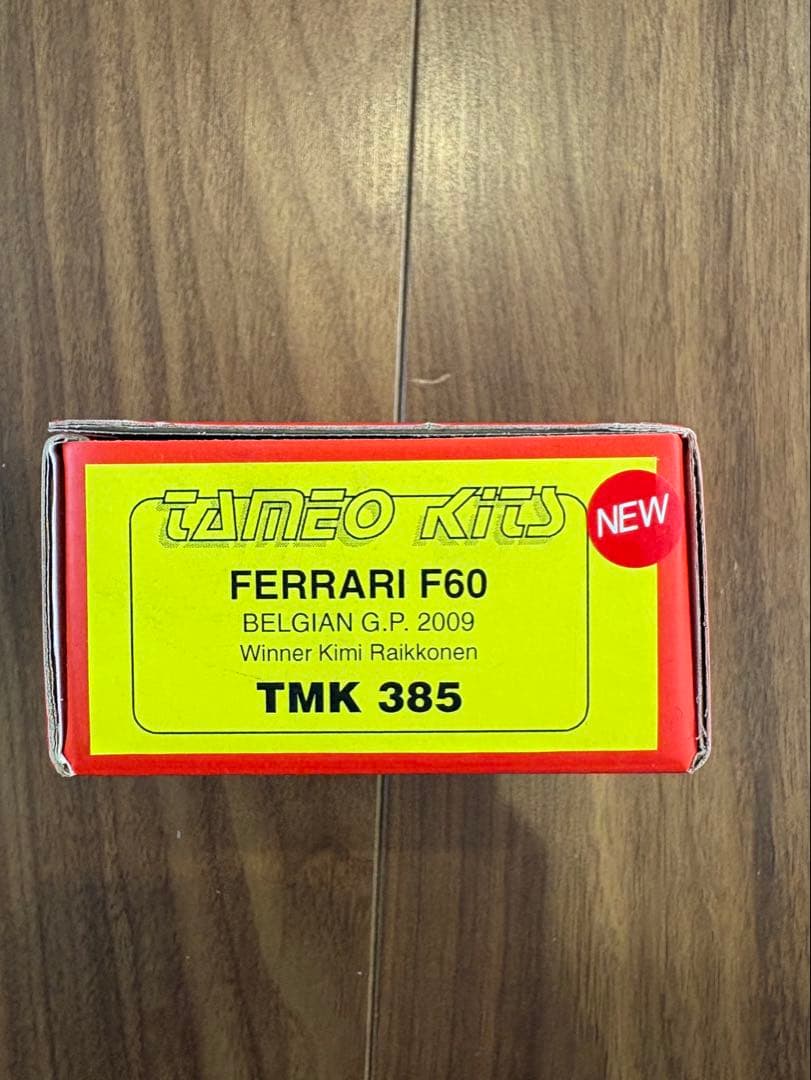 TAMEO KITS
NEW
FERRARI F60
BELGIAN G.P. 2009
Winner Kimi Raikkonen
TMK 385